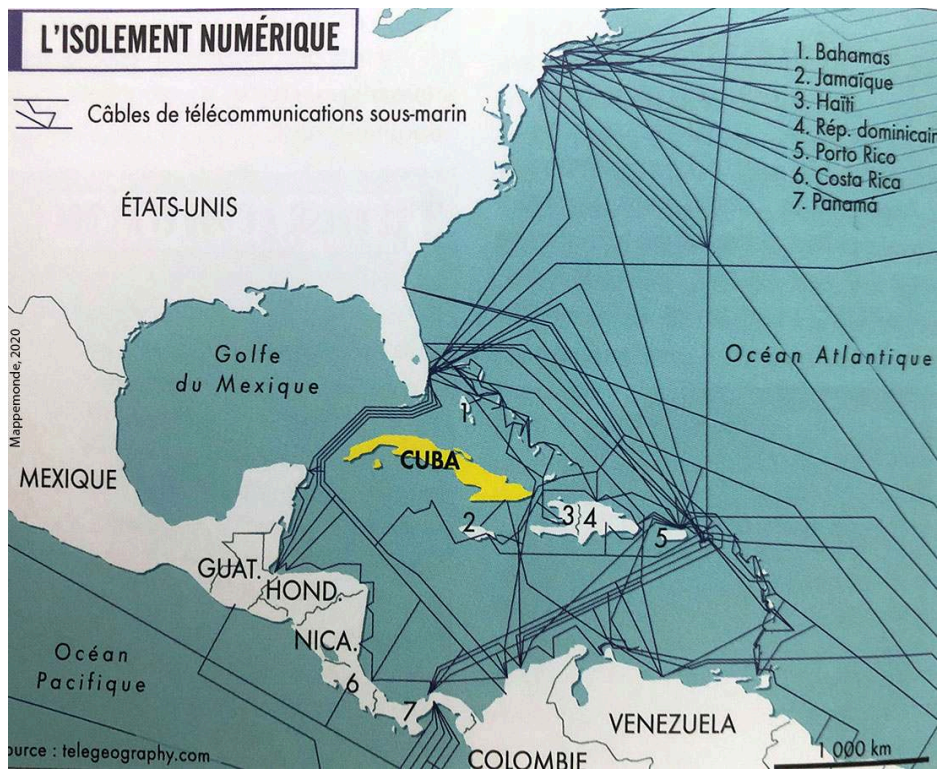 L'ISOLEMENT NUMÉRIQUE
Câbles de télécommunications sous-marin
1. Bahamas
2. Jamaïque
3. Haïti
4. Rép. dominicain
5. Porto Rico
6. Costa Rica
7. Panamá
ÉTATS-UNIS
Golfe
du Mexique
Océan Atlantique
Mappemonde, 2020
1
CUBA
MEXIQUE
2
3
4
5
GUAT.
HOND.
NICA.
Océan
Pacifique
6
7
VENEZUELA
COLOMBIE
ource : telegeography.com
1 000 km